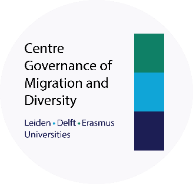 Centre
Governance of
Migration and
Diversity
Leiden•Delft•Erasmus
Universities